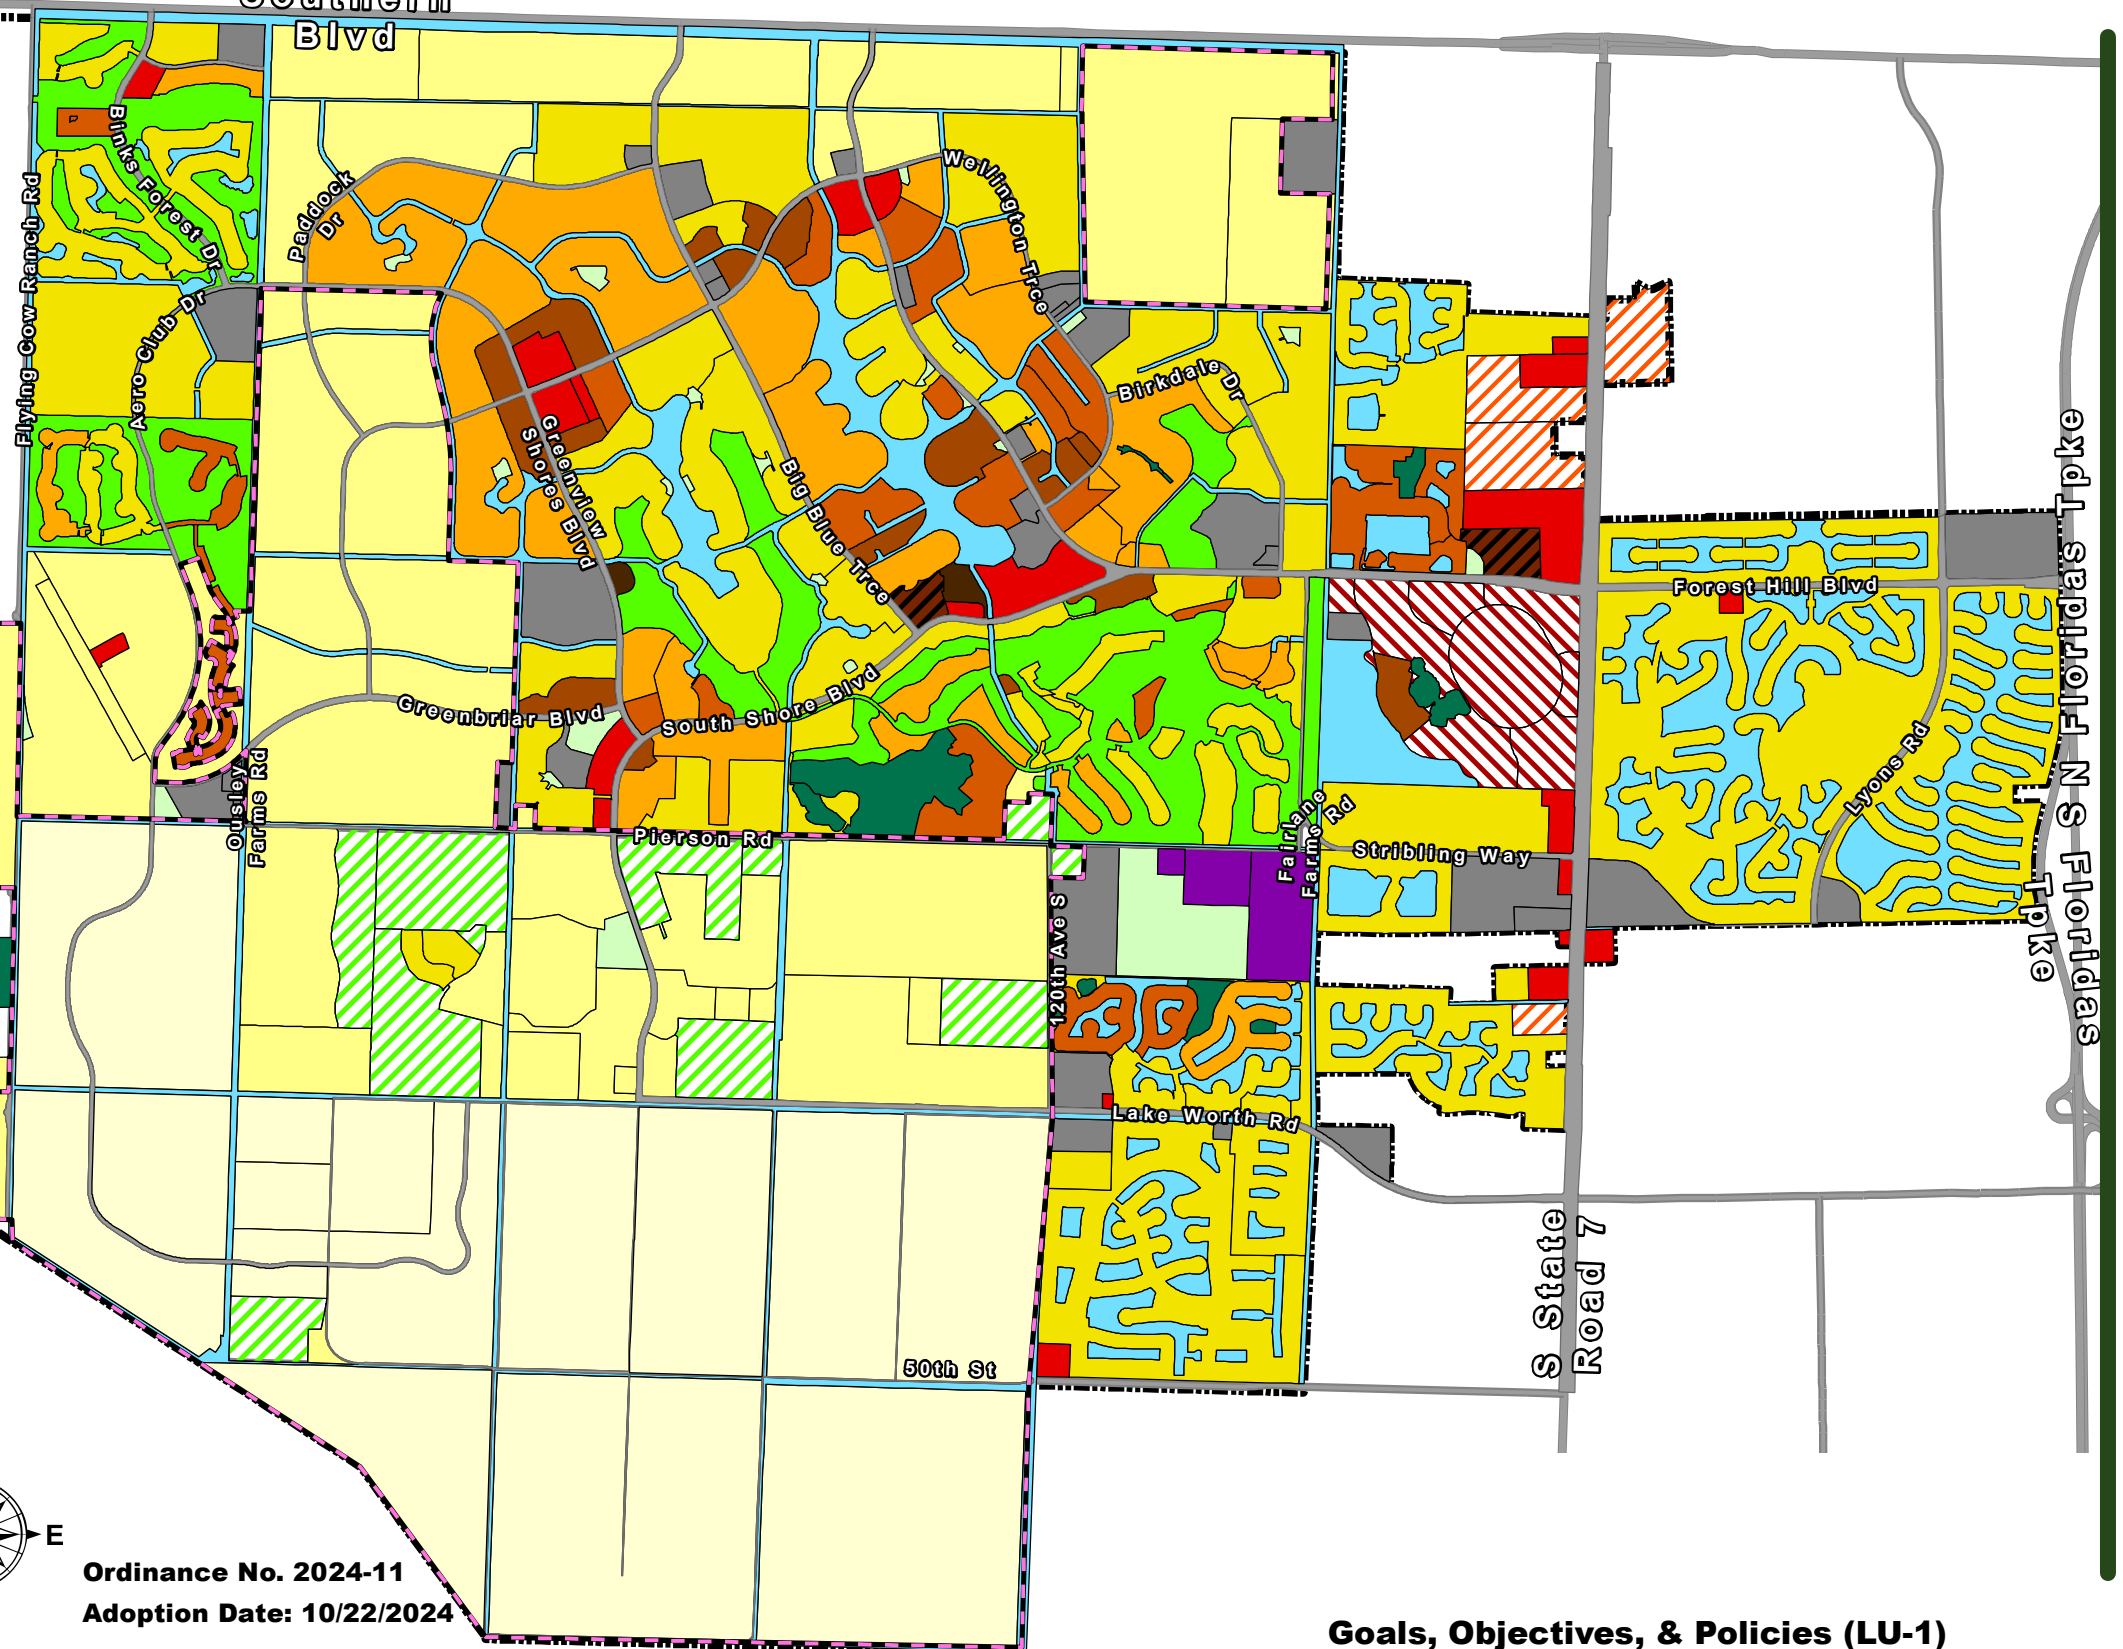 Southern
Blvd
Binks Forest Dr
Flying Cow Ranch Rd
Paddock
Dr
Wellington Trce
Aero Club Dr
Birkdale Dr
Greenview
Shores Blvd
Big Blue Trce
Forest Hill Blvd
S N Floridas Tpke
Greenbriar Blvd
South Shore Blvd
Lyons Rd
Ousley
Farms Rd
Pierson Rd
Fairlane
Farms Rd
Stribling Way
S Floridas
Tpke
120th Ave S
Lake Worth Rd
S State
Road 7
50th St
E
Ordinance No. 2024-11
Adoption Date: 10/22/2024
Goals, Objectives, & Policies (LU-1)